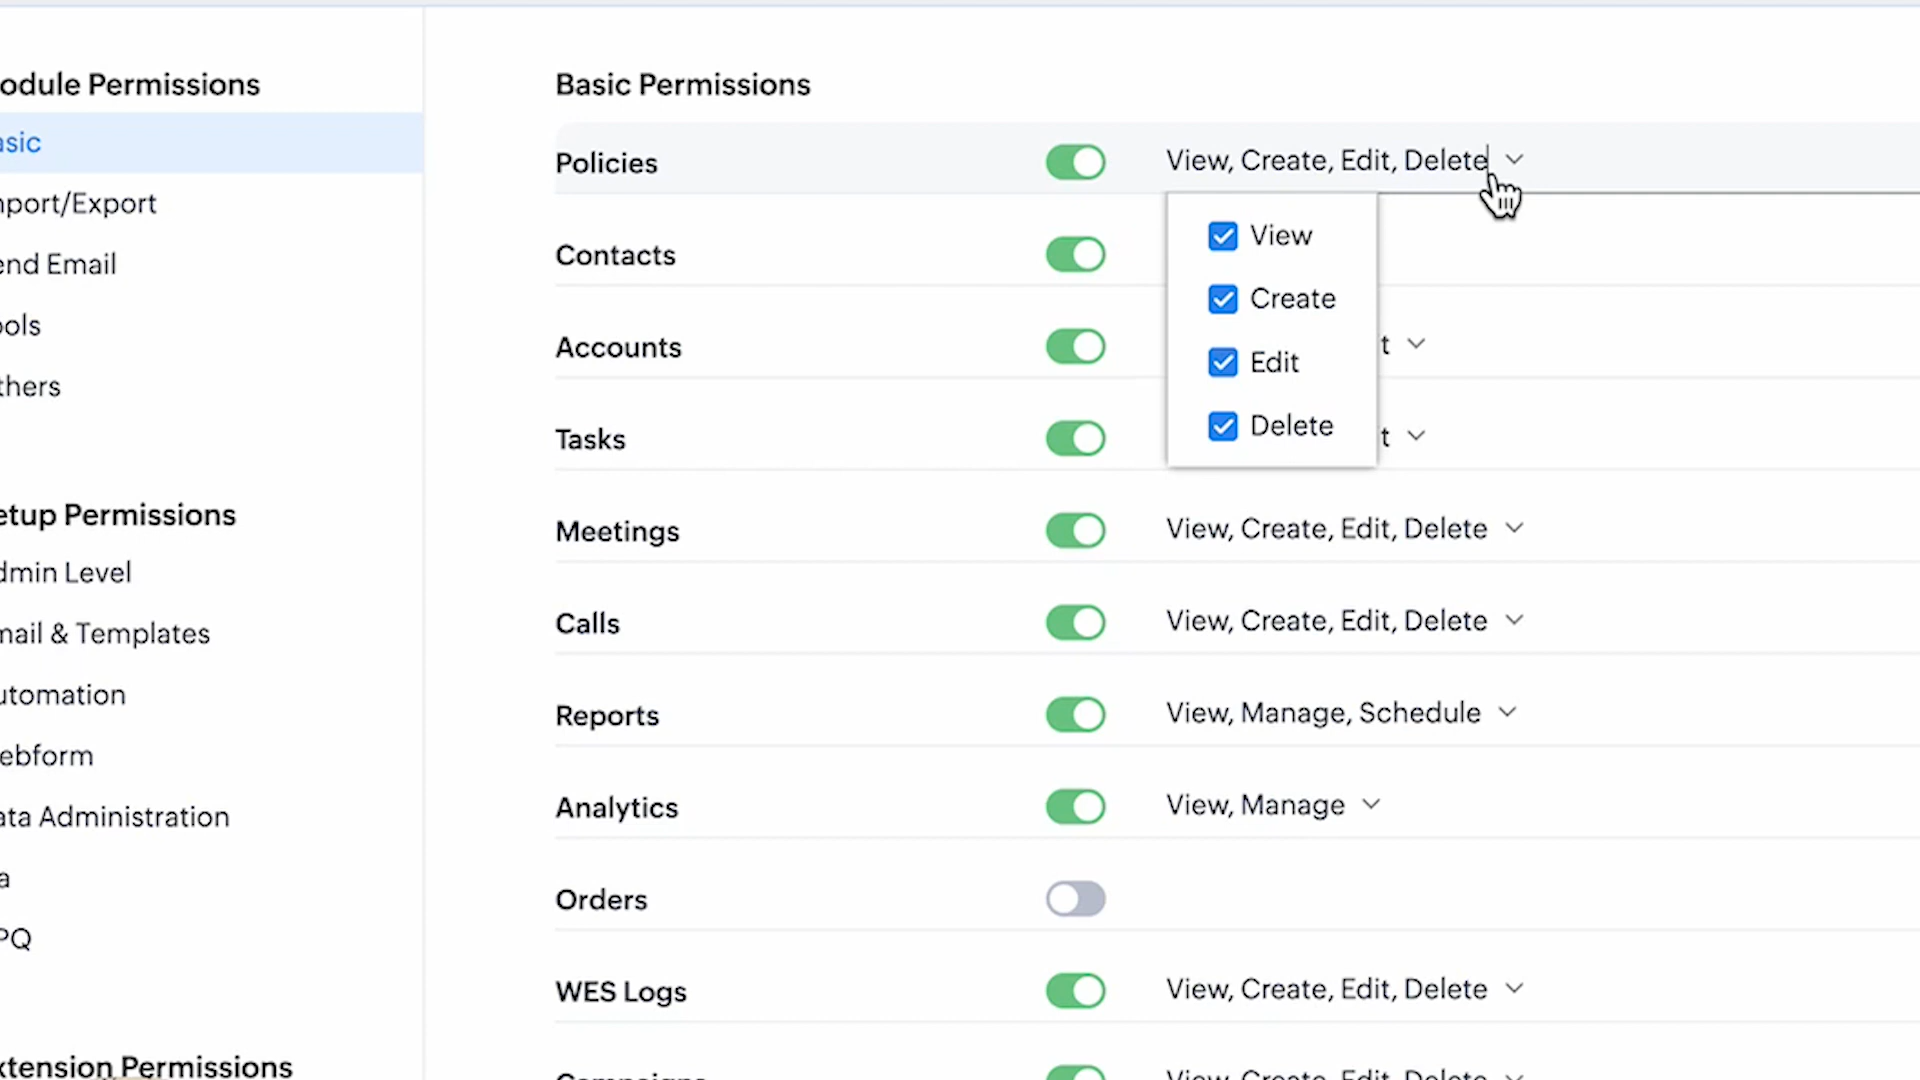 odule Permissions
asic
mport/Export
end Email
ools
thers
etup Permissions
dmin Level
mail & Templates
utomation
ebform
ata Administration
a
PQ
xtension Permissions
Basic Permissions
Policies View, Create, Edit, Delete
View
Contacts
Create
Accounts t
Edit
Tasks t
Delete
Meetings View, Create, Edit, Delete
Calls View, Create, Edit, Delete
Reports View, Manage, Schedule
Analytics View, Manage
Orders
WES Logs View, Create, Edit, Delete
Campaigns View, Create, Edit, Delete